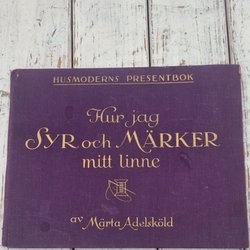 HUSMODERNS PRESENTBOK
Hur jag
SYR och MÄRKER
mitt linne
av Märta Adelsköld